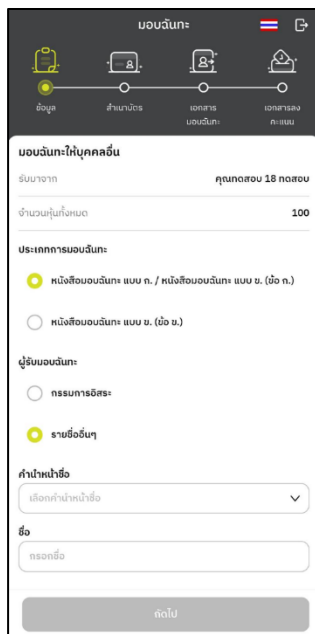 มอบฉันทะ
ข้อมูล
สำเนาบัตร
เอกสาร
มอบฉันทะ
เอกสารลง
คะแนน
มอบฉันทะให้บุคคลอื่น
รับมาจาก
คุณทดสอบ 18 ทดสอบ
จำนวนหุ้นทั้งหมด
100
ประเภทการมอบฉันทะ
หนังสือมอบฉันทะ แบบ ก. / หนังสือมอบฉันทะ แบบ ข. (ข้อ ก.)
หนังสือมอบฉันทะ แบบ ข. (ข้อ ข.)
ผู้รับมอบฉันทะ
กรรมการอิสระ
รายชื่ออื่นๆ
คำนำหน้าชื่อ
เลือกคำนำหน้าชื่อ
ชื่อ
กรอกชื่อ
ถัดไป